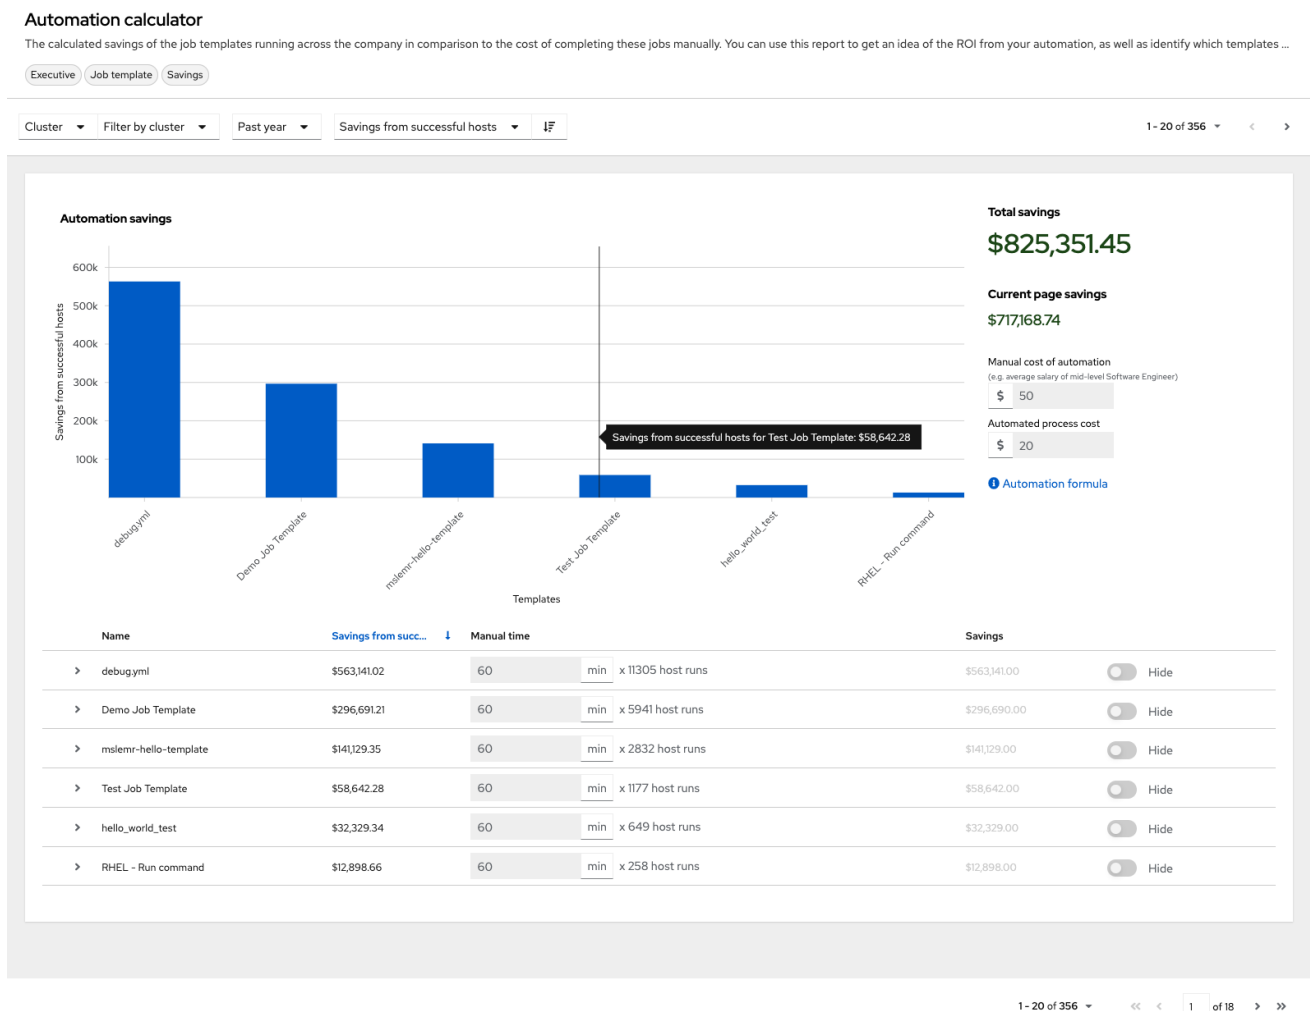 Automation calculator
The calculated savings of the job templates running across the company in comparison to the cost of completing these jobs manually. You can use this report to get an idea of the ROI from your automation, as well as identify which templates ...
Executive Job template Savings
Cluster Filter by cluster Past year Savings from successful hosts 1 - 20 of 356
Automation savings
Total savings
$825,351.45
Current page savings
$717,168.74
Manual cost of automation
(e.g. average salary of mid-level Software Engineer)
$ 50
Automated process cost
$ 20
Automation formula
Savings from successful hosts
600k
500k
400k
300k
200k
100k
Savings from successful hosts for Test Job Template: $58,642.28
debug.yml
Demo Job Template
mslemr-hello-template
Test Job Template
hello_world_test
RHEL - Run command
Templates
Name Savings from succ... Manual time Savings
debug.yml $563,141.02 60 min x 11305 host runs $563,141.00 Hide
Demo Job Template $296,691.21 60 min x 5941 host runs $296,690.00 Hide
mslemr-hello-template $141,129.35 60 min x 2832 host runs $141,129.00 Hide
Test Job Template $58,642.28 60 min x 1177 host runs $58,642.00 Hide
hello_world_test $32,329.34 60 min x 649 host runs $32,329.00 Hide
RHEL - Run command $12,898.66 60 min x 258 host runs $12,898.00 Hide
1 - 20 of 356 1 of 18